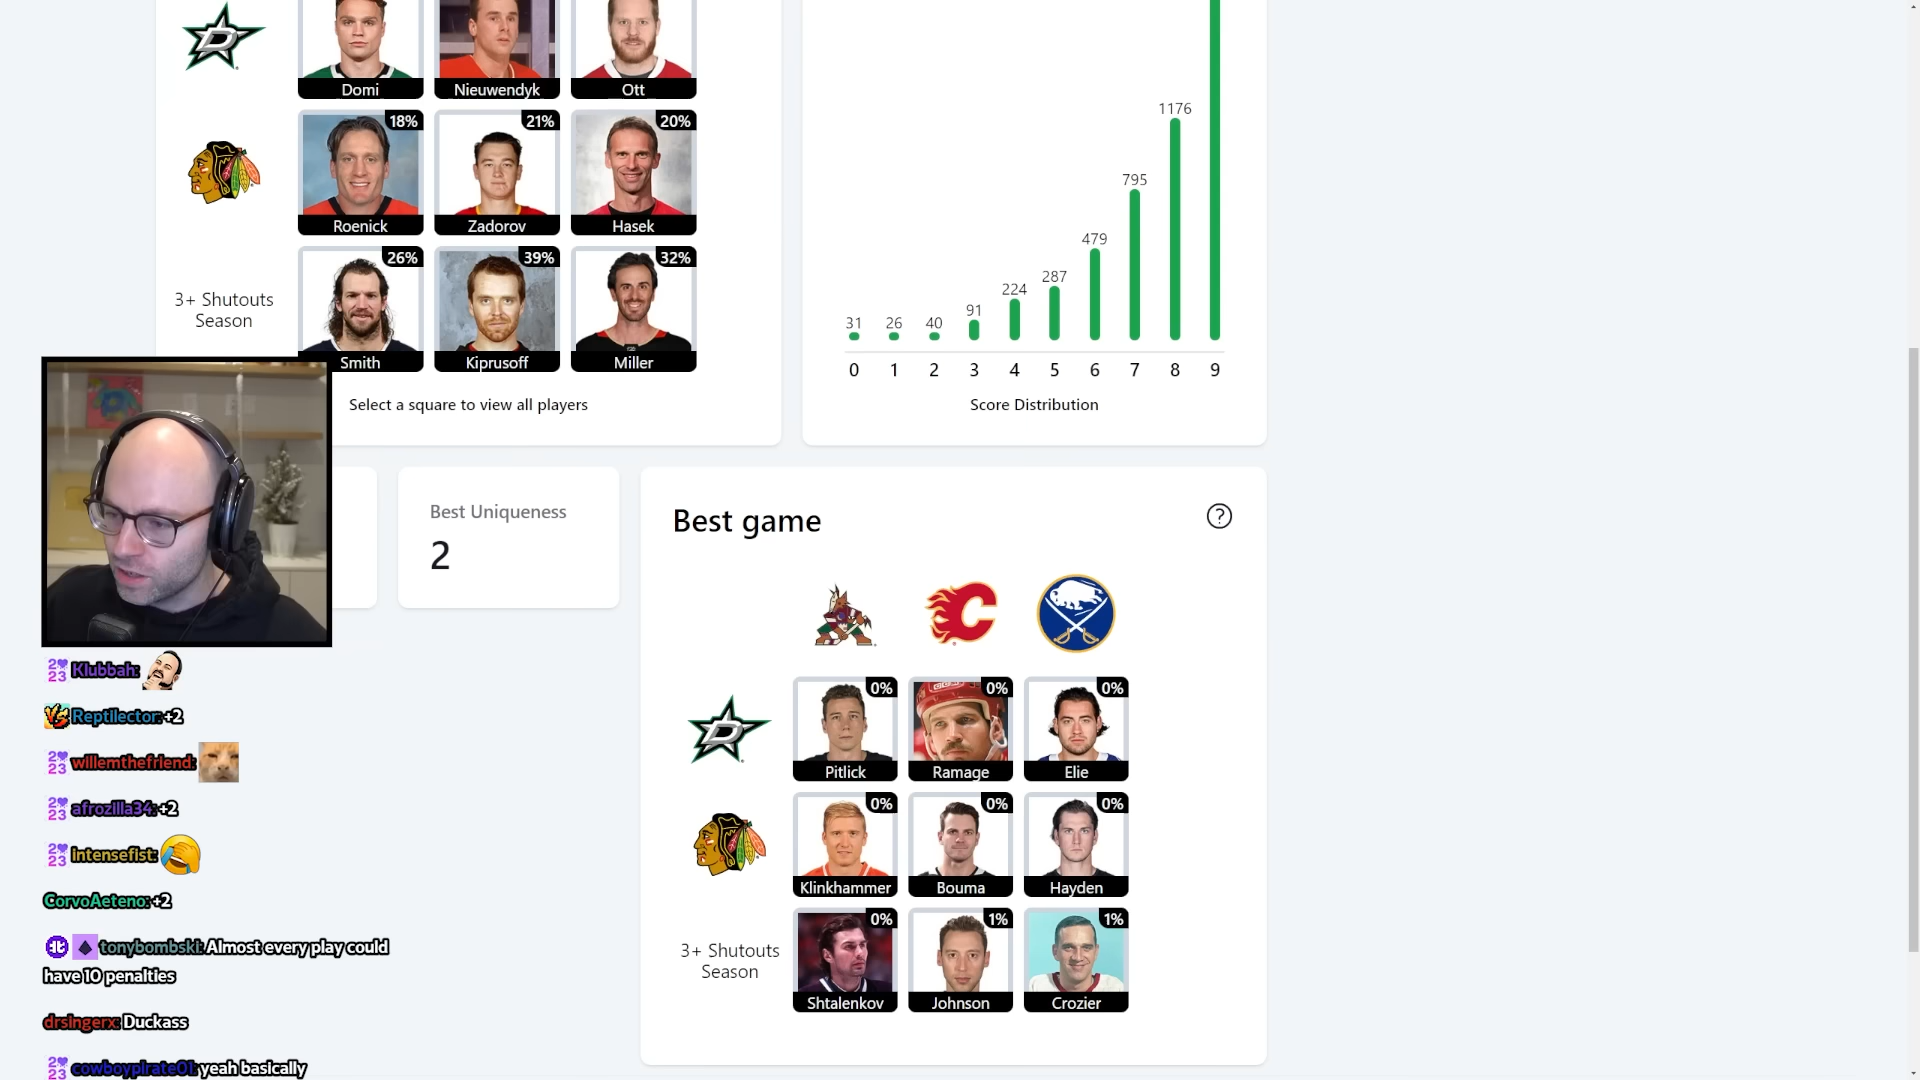 Domi
Nieuwendyk
Ott
18%
21%
20%
Roenick
Zadorov
Hasek
26%
39%
32%
3+ Shutouts
Season
Smith
Kiprusoff
Miller
Select a square to view all players
31
26
40
91
224
287
479
795
1176
0
1
2
3
4
5
6
7
8
9
Score Distribution
Best Uniqueness
2
Best game
?
0%
0%
0%
Pitlick
Ramage
Elie
0%
0%
0%
Klinkhammer
Bouma
Hayden
0%
1%
1%
3+ Shutouts
Season
Shtalenkov
Johnson
Crozier
Klubbah:
Reptilector: +2
willemthefriend:
afrozilla34: +2
intensefist:
CorvoAeteno: +2
tonybombski: Almost every play could
have 10 penalties
drsingerx: Duckass
cowboypirate01: yeah basically